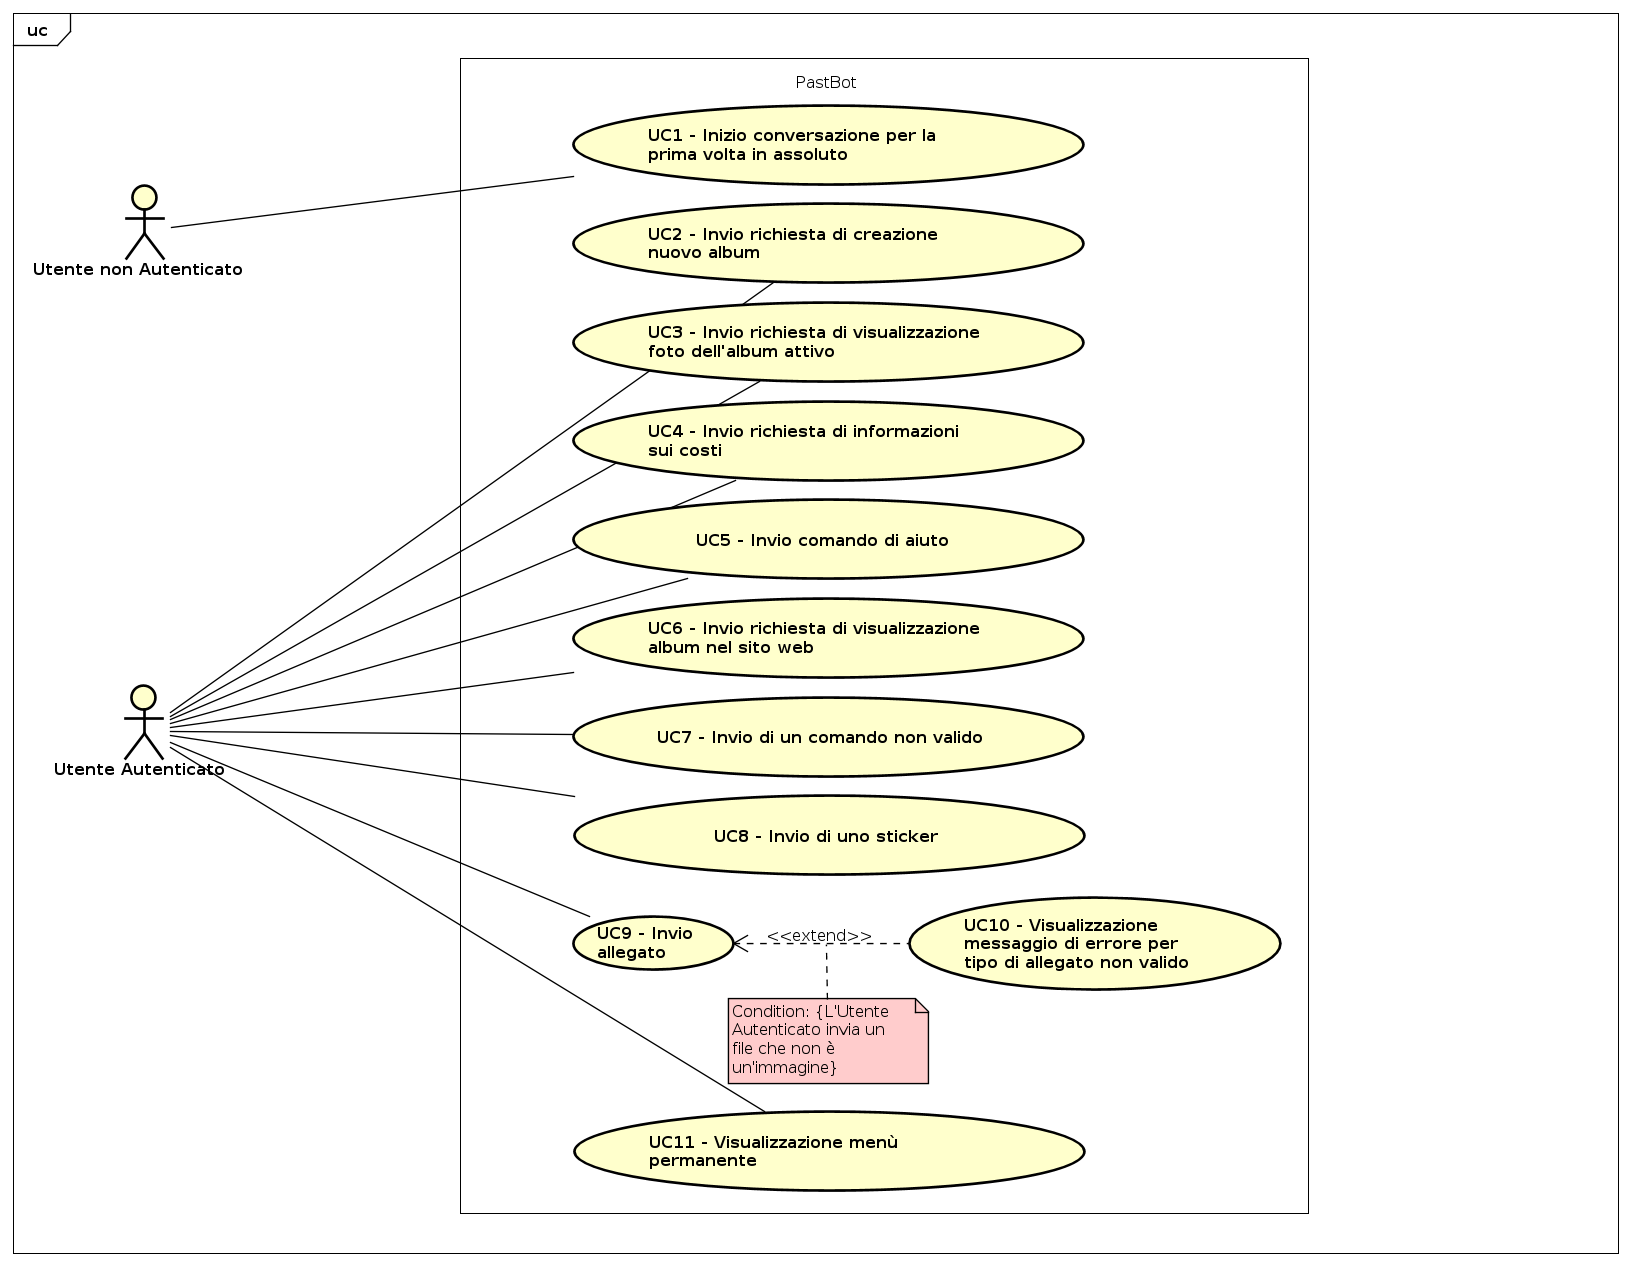 uc
PastBot
UC1 - Inizio conversazione per la
prima volta in assoluto
Utente non Autenticato
UC2 - Invio richiesta di creazione
nuovo album
UC3 - Invio richiesta di visualizzazione
foto dell'album attivo
UC4 - Invio richiesta di informazioni
sui costi
UC5 - Invio comando di aiuto
UC6 - Invio richiesta di visualizzazione
album nel sito web
UC7 - Invio di un comando non valido
Utente Autenticato
UC8 - Invio di uno sticker
UC9 - Invio
allegato
<<extend>>
UC10 - Visualizzazione
messaggio di errore per
tipo di allegato non valido
Condition: {L'Utente
Autenticato invia un
file che non è
un'immagine}
UC11 - Visualizzazione menù
permanente